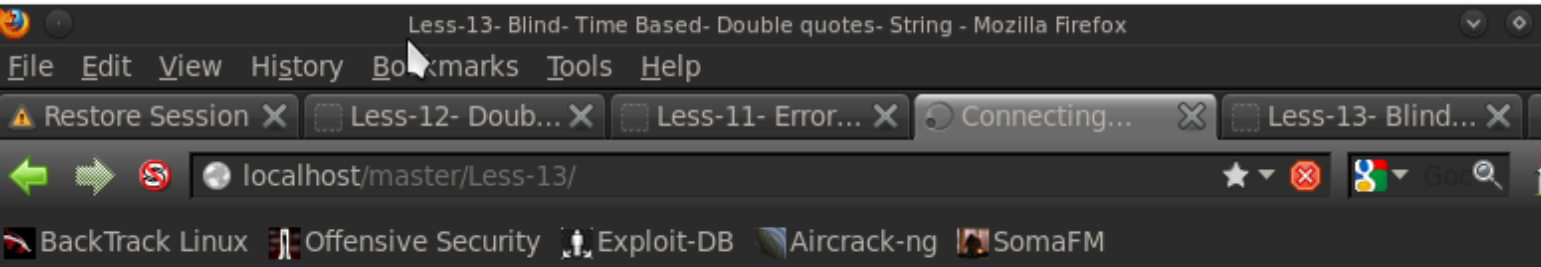 Less-13- Blind- Time Based- Double quotes- String - Mozilla Firefox
File Edit View History Bookmarks Tools Help
Restore Session Less-12- Doub... Less-11- Error... Connecting... Less-13- Blind...
localhost/master/Less-13/ Goo
BackTrack Linux Offensive Security Exploit-DB Aircrack-ng SomaFM